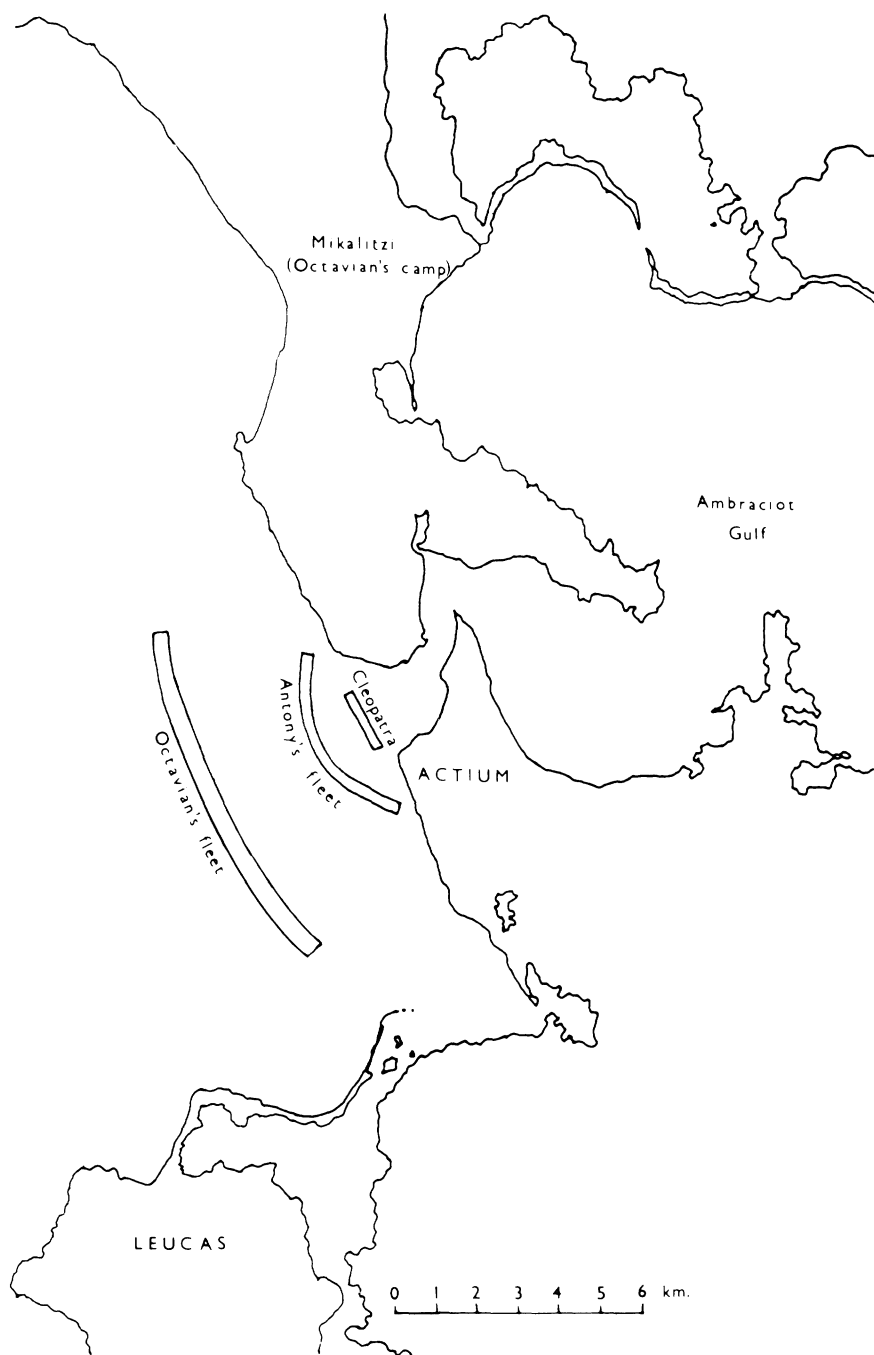 Mikalitzi
(Octavian's camp)
Ambraciot
Gulf
Cleopatra
Antony's fleet
Octavian's fleet
ACTIUM
LEUCAS
0 1 2 3 4 5 6 km.